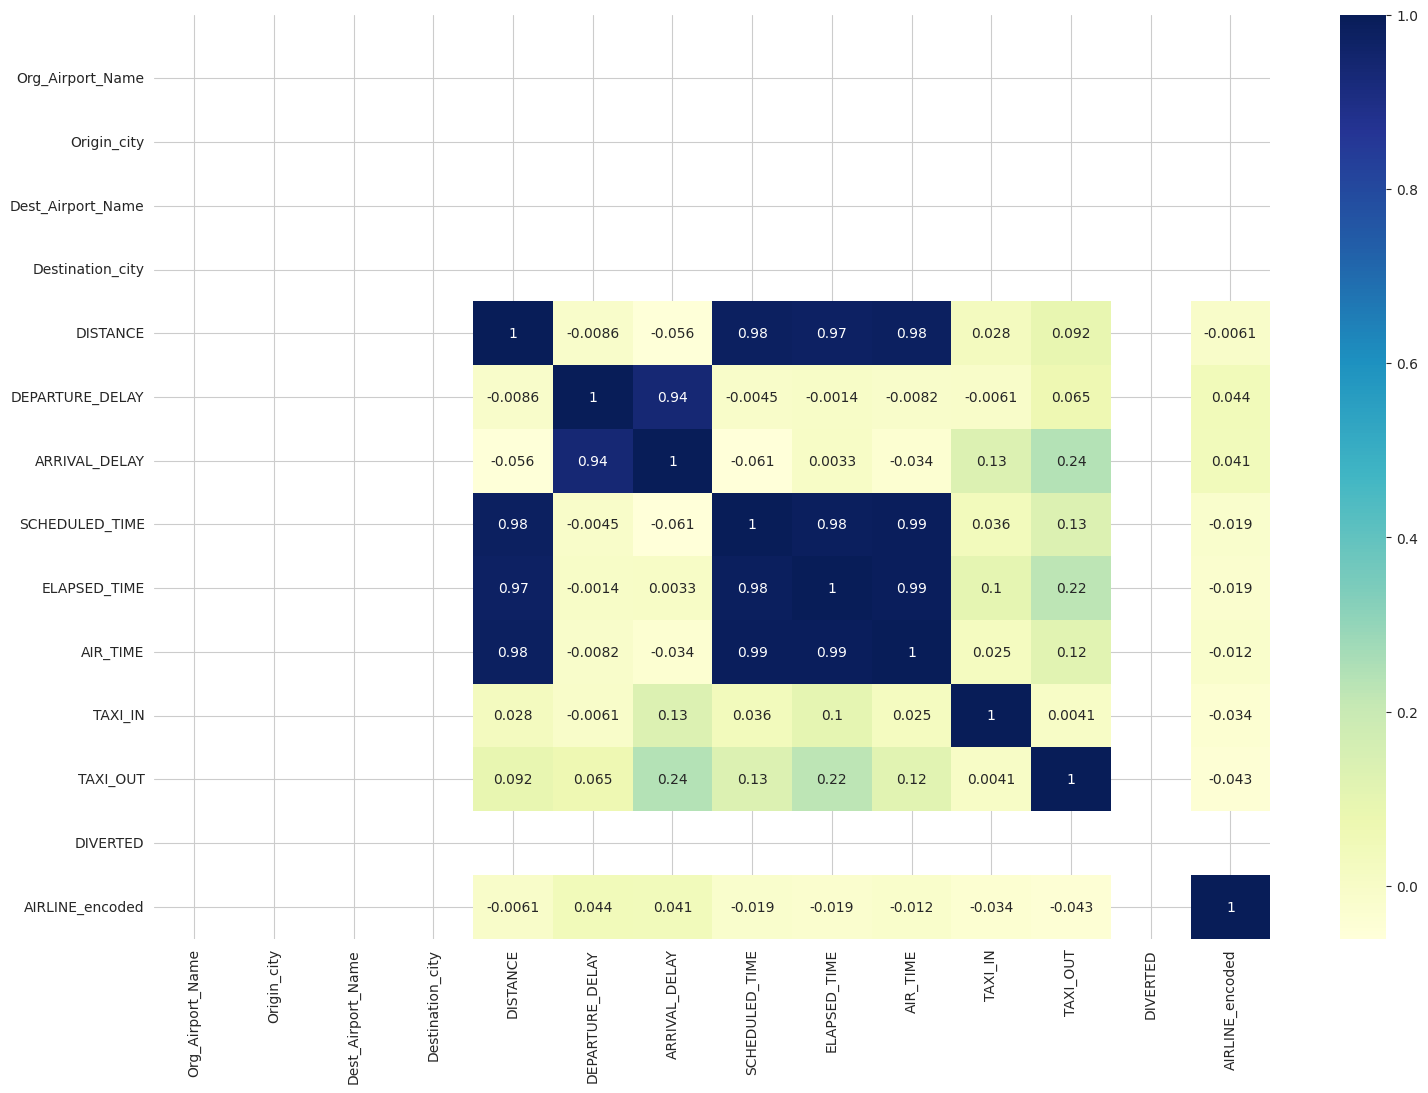 1.0
Org_Airport_Name
Origin_city
0.8
Dest_Airport_Name
Destination_city
DISTANCE 1 -0.0086 -0.056 0.98 0.97 0.98 0.028 0.092 -0.0061
0.6
DEPARTURE_DELAY -0.0086 1 0.94 -0.0045 -0.0014 -0.0082 -0.0061 0.065 0.044
ARRIVAL_DELAY -0.056 0.94 1 -0.061 0.0033 -0.034 0.13 0.24 0.041
SCHEDULED_TIME 0.98 -0.0045 -0.061 1 0.98 0.99 0.036 0.13 -0.019
0.4
ELAPSED_TIME 0.97 -0.0014 0.0033 0.98 1 0.99 0.1 0.22 -0.019
AIR_TIME 0.98 -0.0082 -0.034 0.99 0.99 1 0.025 0.12 -0.012
TAXI_IN 0.028 -0.0061 0.13 0.036 0.1 0.025 1 0.0041 -0.034
0.2
TAXI_OUT 0.092 0.065 0.24 0.13 0.22 0.12 0.0041 1 -0.043
DIVERTED
0.0
AIRLINE_encoded -0.0061 0.044 0.041 -0.019 -0.019 -0.012 -0.034 -0.043 1
Org_Airport_Name
Origin_city
Dest_Airport_Name
Destination_city
DISTANCE
DEPARTURE_DELAY
ARRIVAL_DELAY
SCHEDULED_TIME
ELAPSED_TIME
AIR_TIME
TAXI_IN
TAXI_OUT
DIVERTED
AIRLINE_encoded